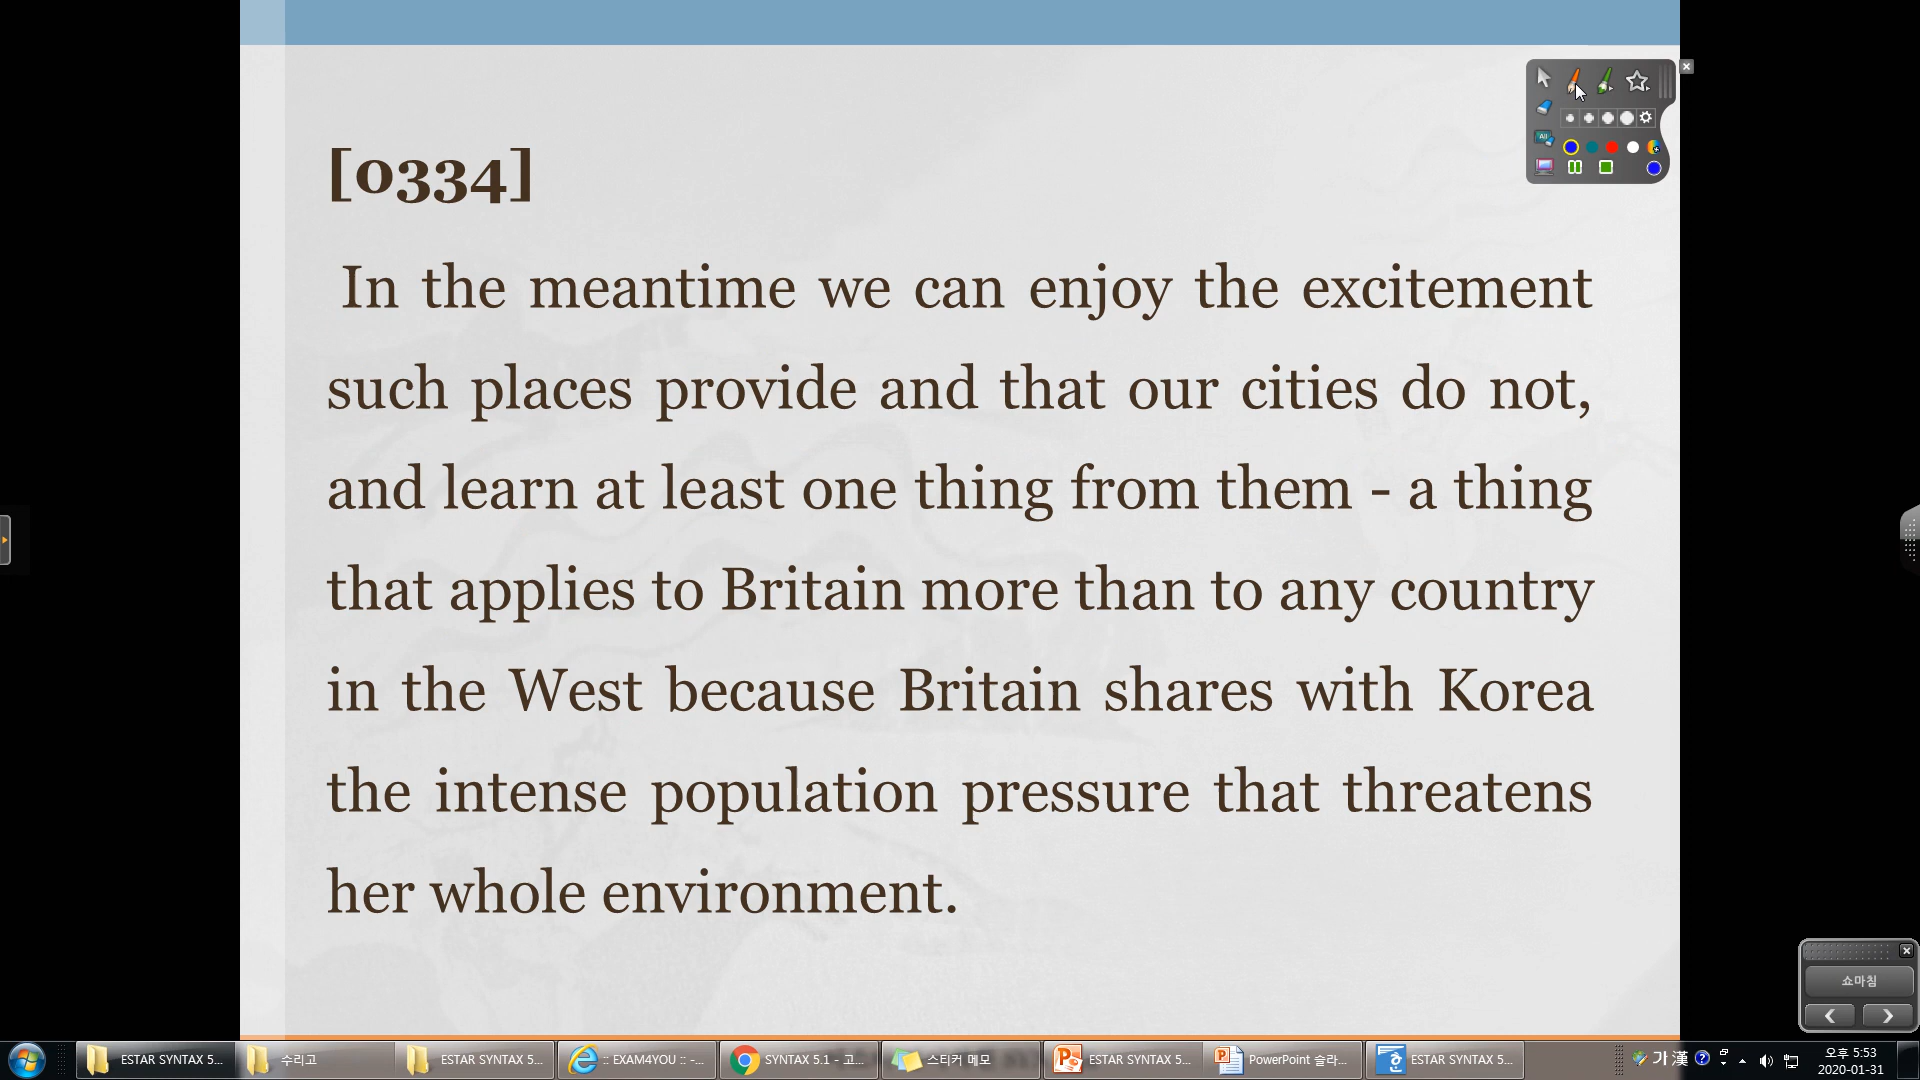 [0334]
In the meantime we can enjoy the excitement
such places provide and that our cities do not,
and learn at least one thing from them - a thing
that applies to Britain more than to any country
in the West because Britain shares with Korea
the intense population pressure that threatens
her whole environment.
쇼마침
ESTAR SYNTAX 5... 수리고 ESTAR SYNTAX 5... :: EXAM4YOU :: -... SYNTAX 5.1 - 고... 스티커 메모 ESTAR SYNTAX 5... PowerPoint 슬라... ESTAR SYNTAX 5... 가 漢 오후 5:53
2020-01-31